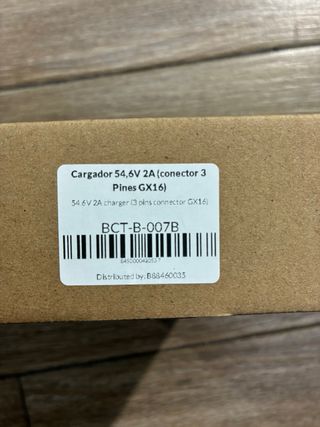 Cargador 54,6V 2A (conector 3
Pines GX16)
54,6V 2A charger (3 pins connector GX16)
BCT-B-007B
Distributed by: B88460035